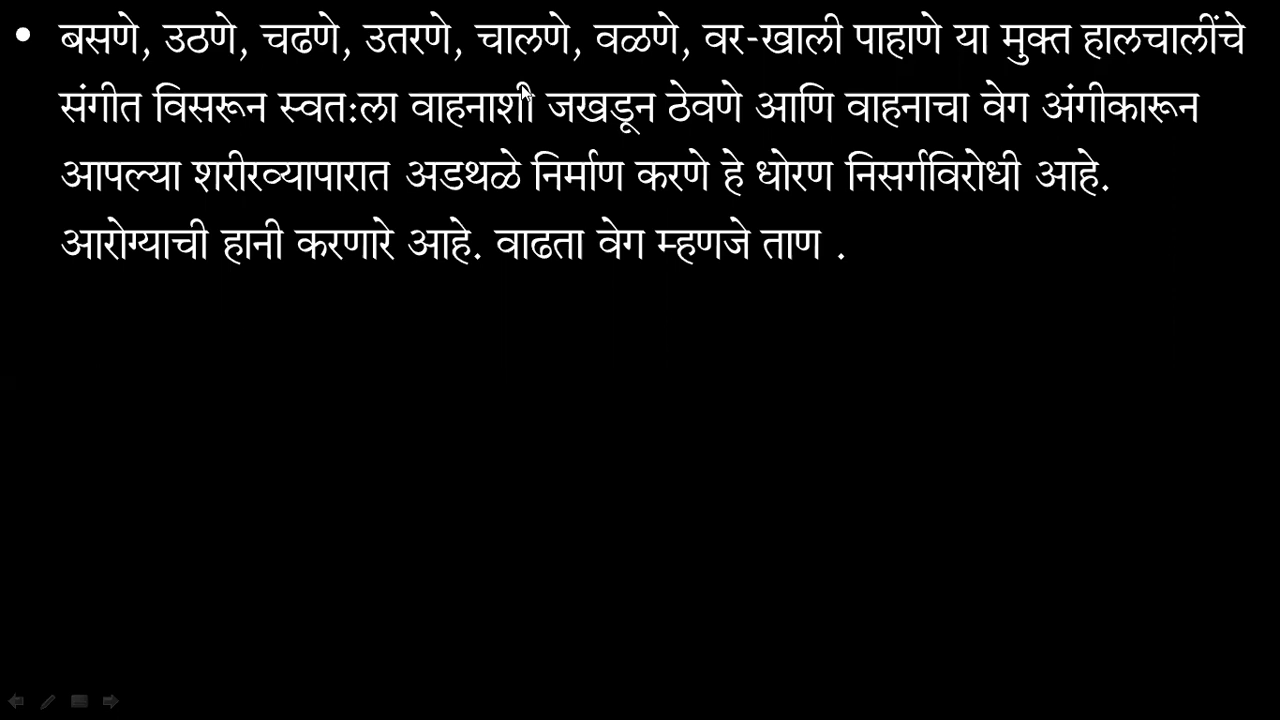 • बसणे, उठणे, चढणे, उतरणे, चालणे, वळणे, वर-खाली पाहाणे या मुक्त हालचालींचे
संगीत विसरून स्वतःला वाहनाशी जखडून ठेवणे आणि वाहनाचा वेग अंगीकारून
आपल्या शरीरव्यापारात अडथळे निर्माण करणे हे धोरण निसर्गविरोधी आहे.
आरोग्याची हानी करणारे आहे. वाढता वेग म्हणजे ताण .